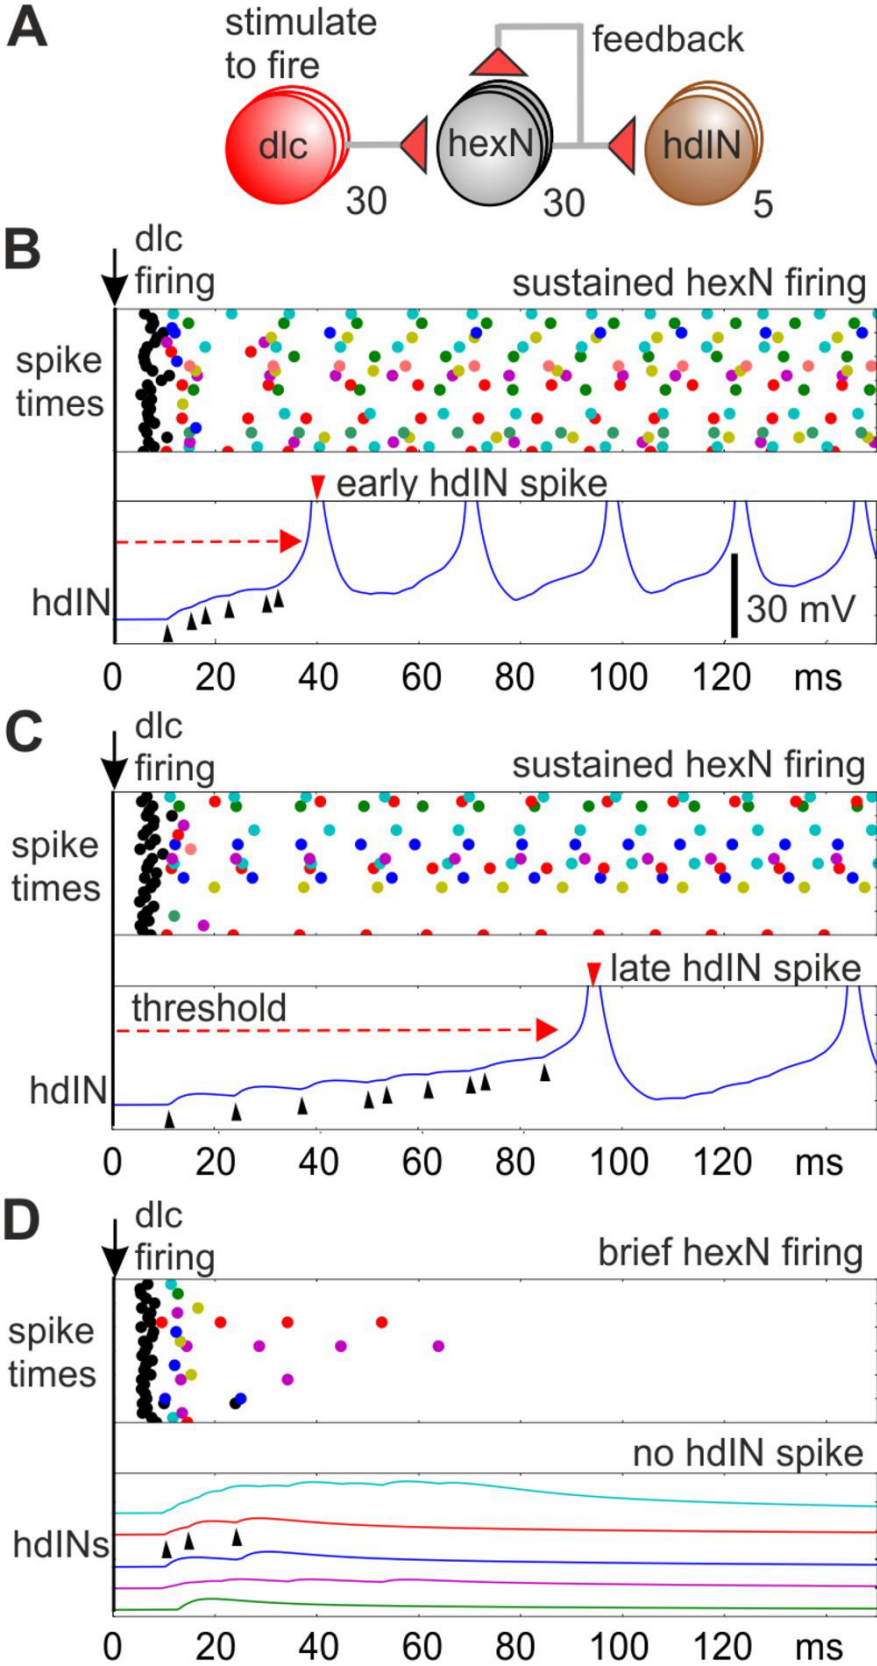 A
stimulate
to fire
feedback
dlc
hexN
hdIN
30
30
5
B
dlc
firing
sustained hexN firing
spike
times
early hdIN spike
hdIN
30 mV
0 20 40 60 80 100 120 ms
C
dlc
firing
sustained hexN firing
spike
times
late hdIN spike
threshold
hdIN
0 20 40 60 80 100 120 ms
D
dlc
firing
brief hexN firing
spike
times
no hdIN spike
hdINs
0 20 40 60 80 100 120 ms